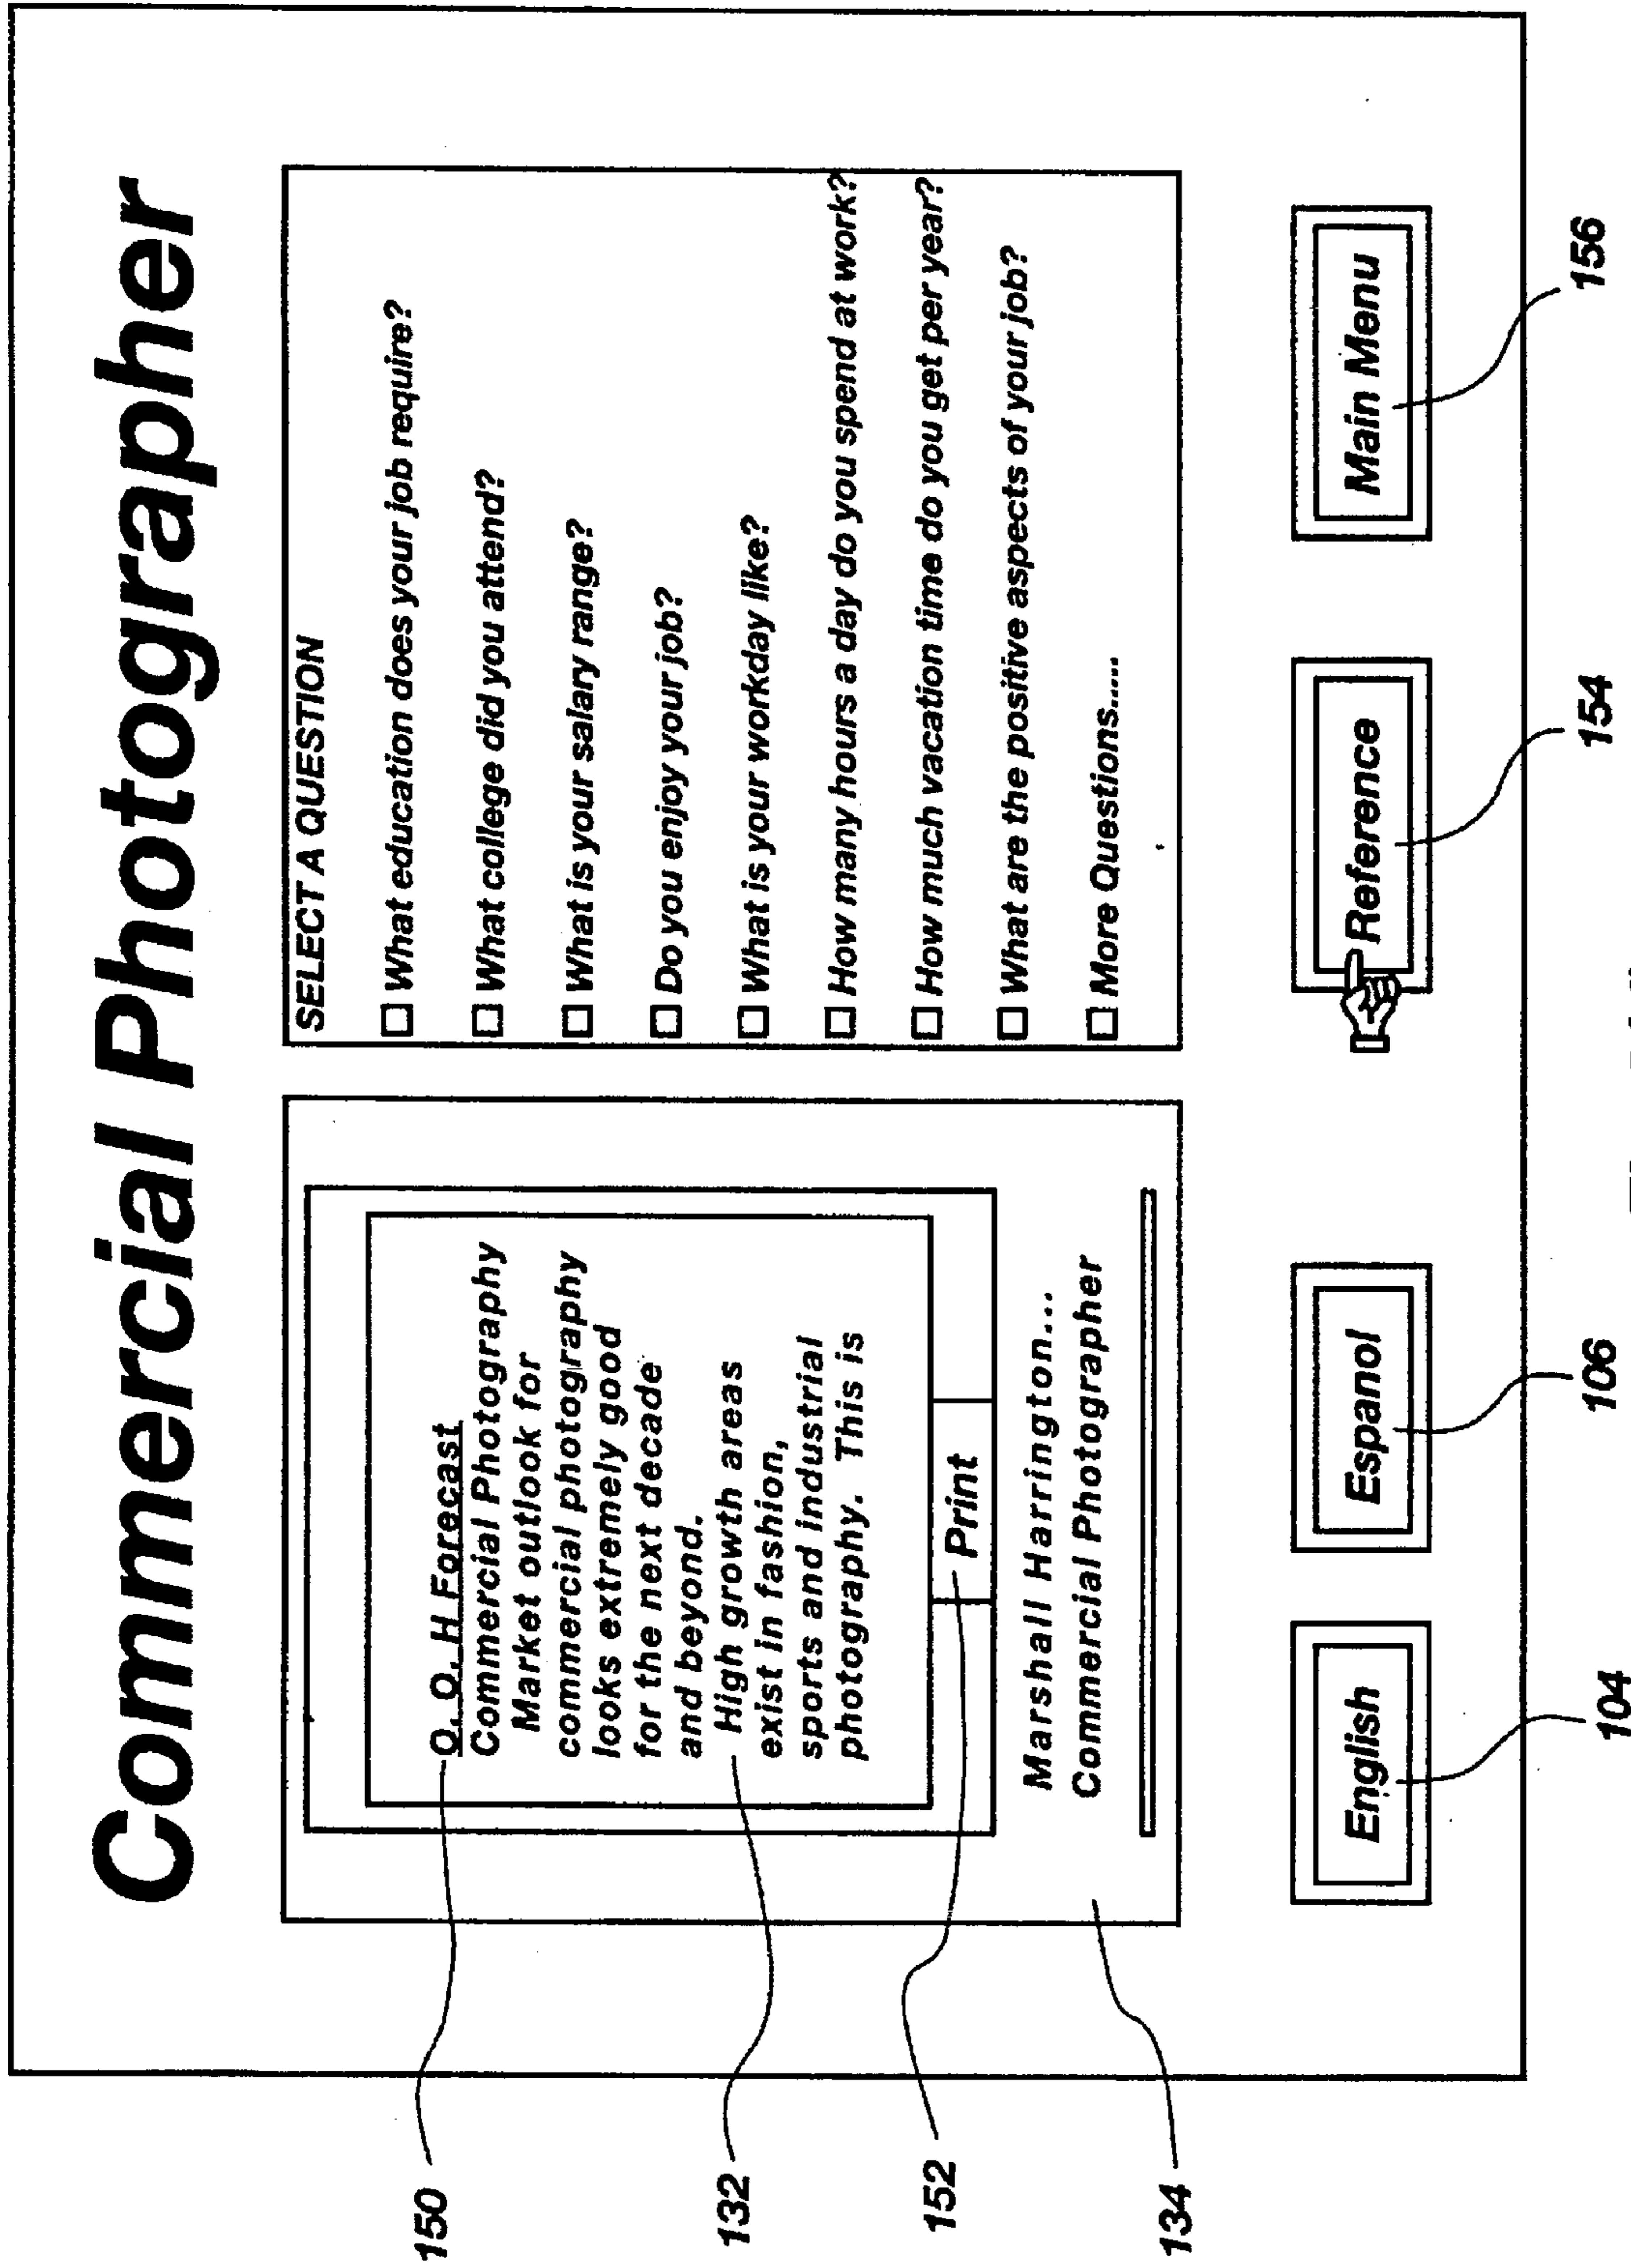 Commercial Photographer
O. O. H Forecast
Commercial Photography
Market outlook for
commercial photography
looks extremely good
for the next decade
and beyond.
High growth areas
exist in fashion,
sports and industrial
photography. This is
Print
Marshall Harrington...
Commercial Photographer
SELECT A QUESTION
What education does your job require?
What college did you attend?
What is your salary range?
Do you enjoy your job?
What is your workday like?
How many hours a day do you spend at work?
How much vacation time do you get per year?
What are the positive aspects of your job?
More Questions.....
English
Espanol
Reference
Main Menu
150
132
152
134
104
106
154
156